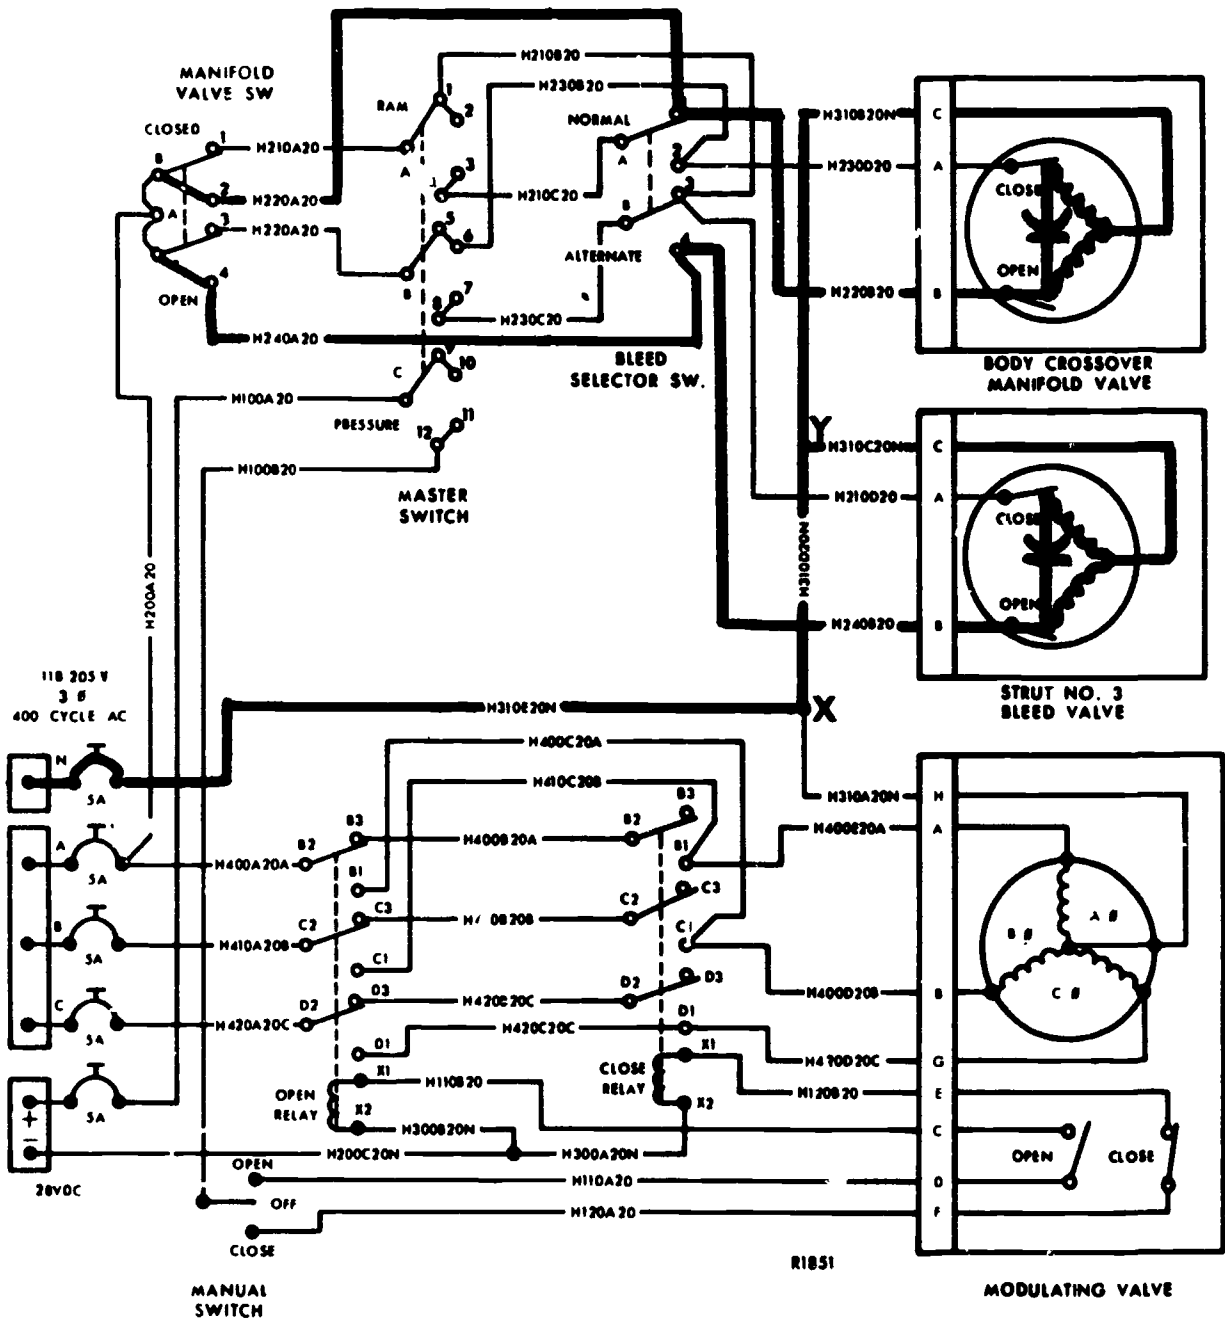 MANIFOLD
VALVE SW
CLOSED
1
B
2
A
3
4
OPEN
H210A20
H220A20
H220A20
H240A20
RAM
1
2
A
3
5
6
B
7
8
C
10
PRESSURE
11
12
MASTER
SWITCH
H210B20
H230B20
H210C20
H230C20
NORMAL
A
2
B
ALTERNATE
BLEED
SELECTOR SW.
H100A20
H100B20
H200A20
H310B20N
H230D20
H220B20
C
A
B
CLOSE
OPEN
BODY CROSSOVER
MANIFOLD VALVE
Y
H310C20N
H210D20
H310D20N
H240B20
C
A
B
CLOSE
OPEN
STRUT NO. 3
BLEED VALVE
118 205 V
3 Ø
400 CYCLE AC
N
5A
A
5A
B
5A
C
5A
5A
+
−
28VDC
H310E20N
X
H400C20A
H410C20B
H400A20A
B2
B3
H400B20A
B2
B3
B1
B1
H410A20B
C2
C3
C2
C3
C1
C1
H420A20C
D2
D3
H420B20C
D2
D3
D1
D1
H420C20C
X1
OPEN
RELAY
X2
H110B20
H300B20N
H200C20N
H300A20N
CLOSE
RELAY
X1
X2
OPEN
OFF
CLOSE
MANUAL
SWITCH
H110A20
H120A20
H310A20N
H400E20A
H400D20B
H420D20C
H120B20
H
A
B
G
E
C
D
F
A Ø
B Ø
C Ø
OPEN
CLOSE
R1851
MODULATING VALVE